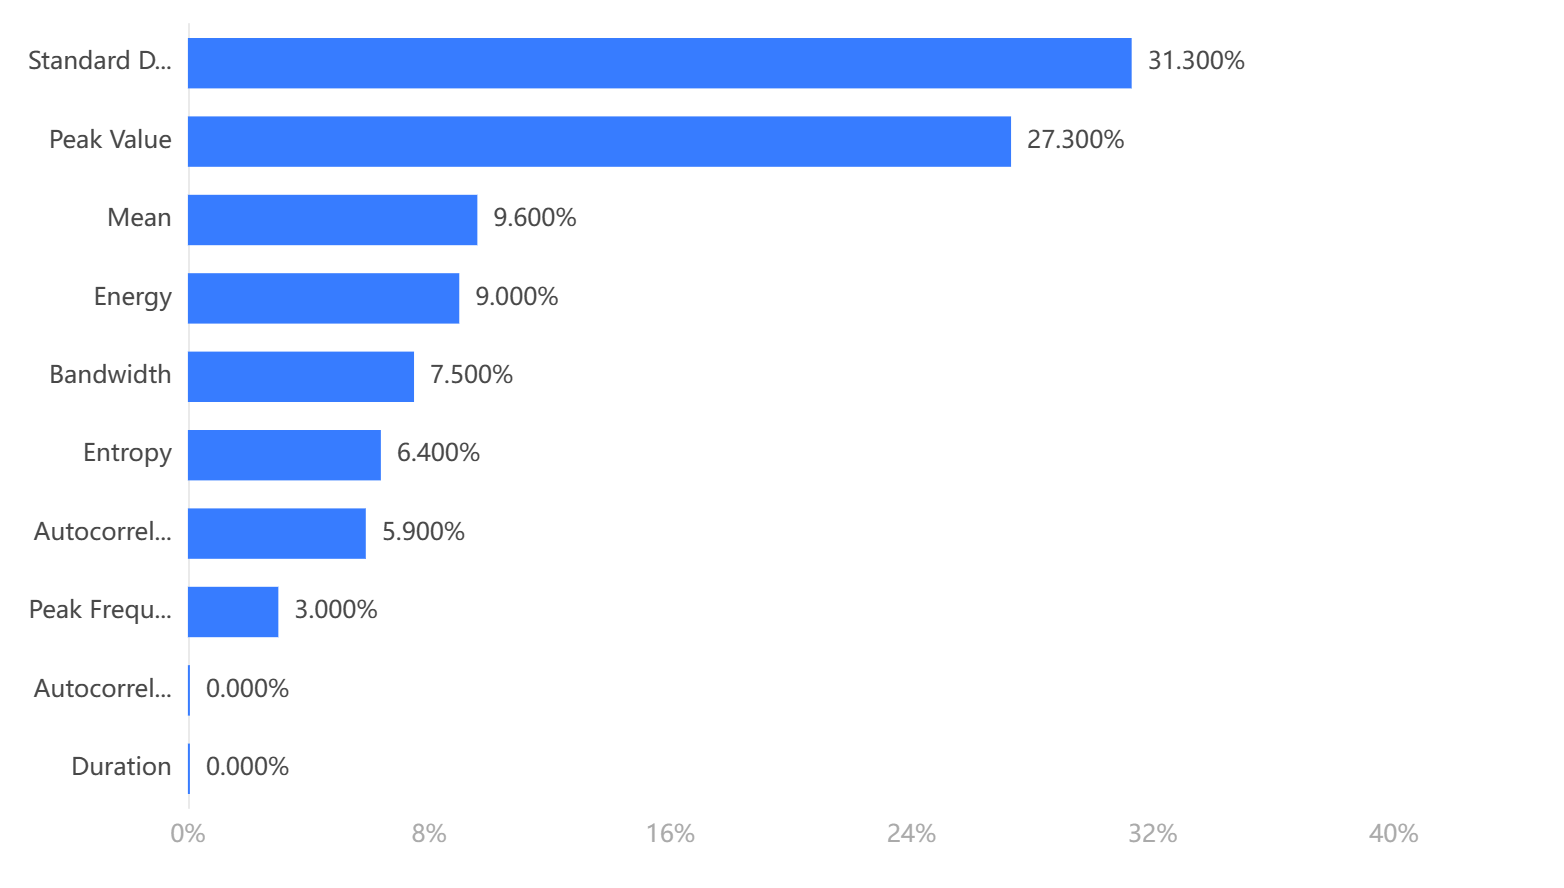 Standard D... 31.300%
Peak Value 27.300%
Mean 9.600%
Energy 9.000%
Bandwidth 7.500%
Entropy 6.400%
Autocorrel... 5.900%
Peak Frequ... 3.000%
Autocorrel... 0.000%
Duration 0.000%
0% 8% 16% 24% 32% 40%